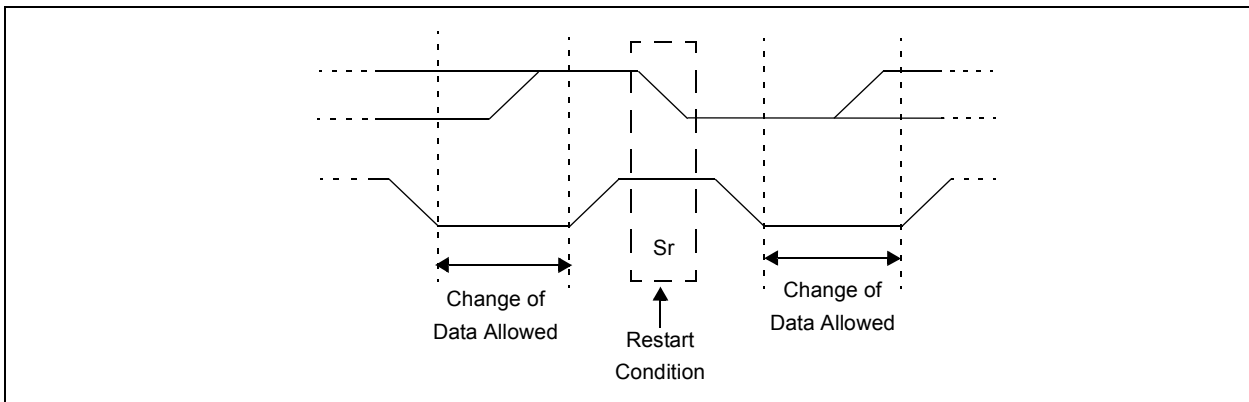 Sr
Change of
Data Allowed
Restart
Condition
Change of
Data Allowed